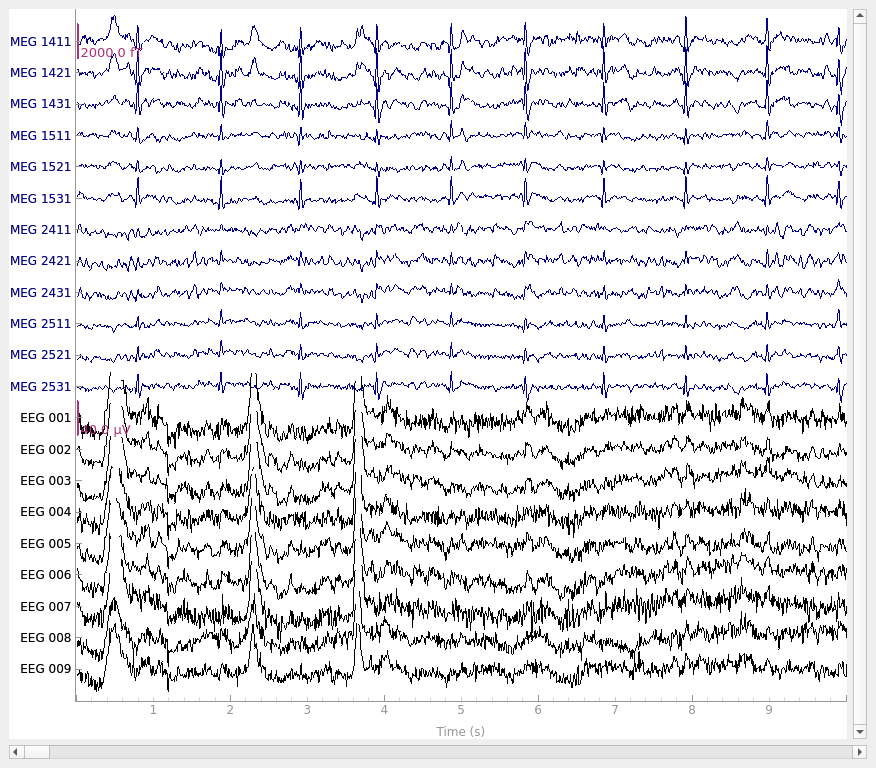 MEG 1411
2000.0 fT
MEG 1421
MEG 1431
MEG 1511
MEG 1521
MEG 1531
MEG 2411
MEG 2421
MEG 2431
MEG 2511
MEG 2521
MEG 2531
EEG 001
µV
EEG 002
EEG 003
EEG 004
EEG 005
EEG 006
EEG 007
EEG 008
EEG 009
1 2 3 4 5 6 7 8 9
Time (s)